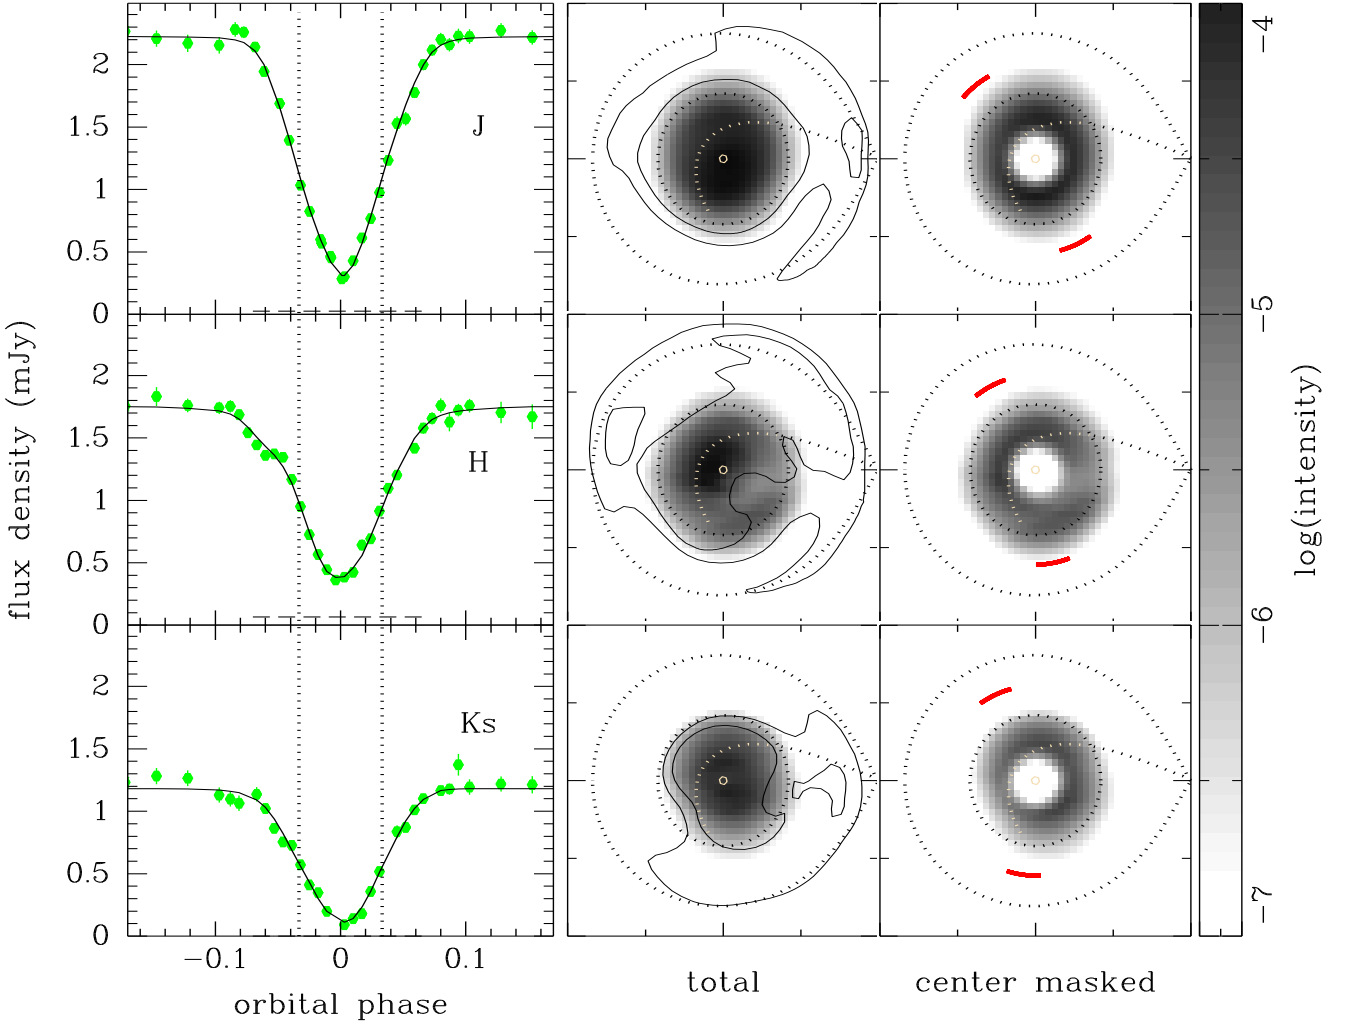 2
1.5
1
0.5
0
J
2
1.5
1
0.5
0
H
2
1.5
1
0.5
0
Ks
flux density (mJy)
−0.1 0 0.1
orbital phase
total
center masked
−4
−5
−6
−7
log(intensity)